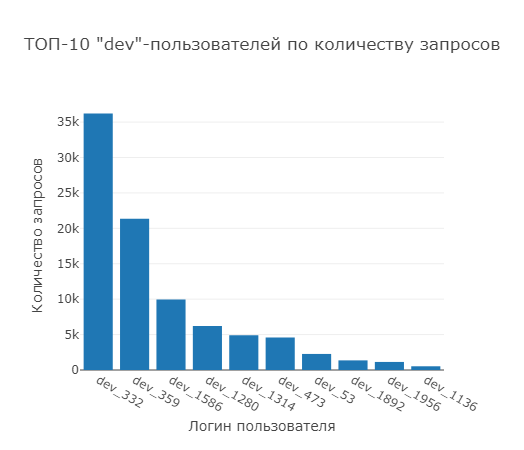 ТОП-10 "dev"-пользователей по количеству запросов
Количество запросов
35k
30k
25k
20k
15k
10k
5k
0
dev_332
dev_359
dev_1586
dev_1280
dev_1314
dev_473
dev_53
dev_1892
dev_1956
dev_1136
Логин пользователя